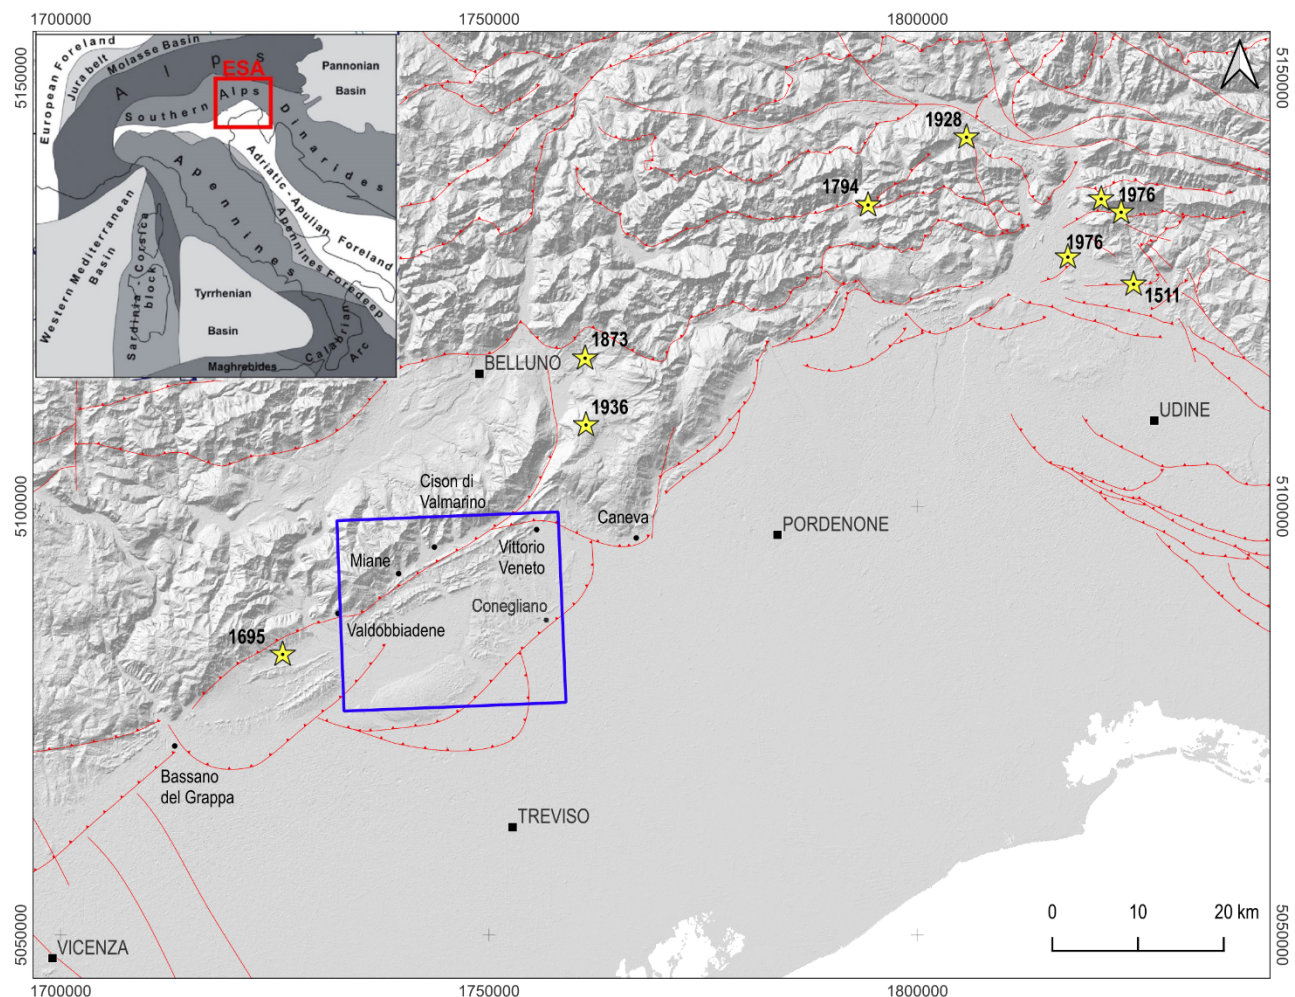 1700000
1750000
1800000
5150000
5100000
5050000
5150000
5100000
5050000
1700000
1750000
1800000
European Foreland
Jura belt
Molasse Basin
Alps
ESA
Southern Alps
Pannonian
Basin
Dinarides
Adriatic - Apulian Foreland
Apennines
Apennines Foredeep
Western Mediterranean
Basin
Sardinia - Corsica
block
Tyrrhenian
Basin
Calabrian
Arc
Maghrebides
1928
1794
1976
1976
1511
1873
BELLUNO
1936
UDINE
Cison di
Valmarino
Caneva
PORDENONE
Miane
Vittorio
Veneto
Conegliano
Valdobbiadene
1695
Bassano
del Grappa
TREVISO
VICENZA
0 10 20 km